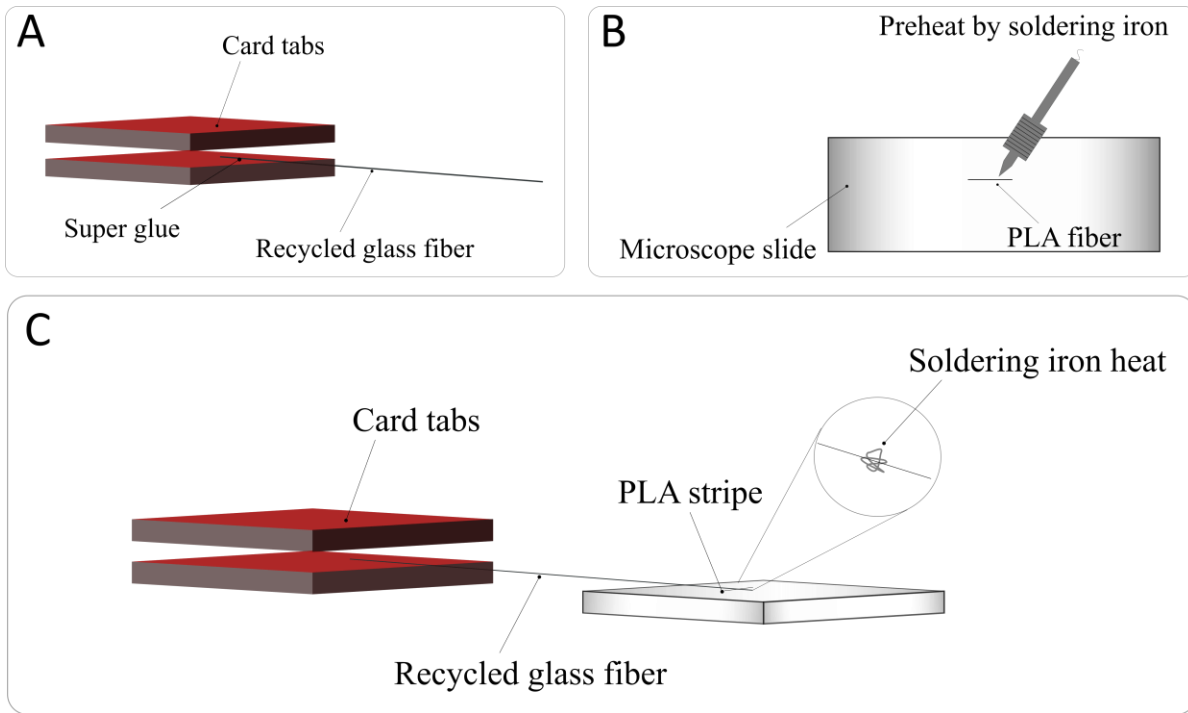 A
Card tabs
Super glue
Recycled glass fiber
B
Preheat by soldering iron
Microscope slide
PLA fiber
C
Soldering iron heat
Card tabs
PLA stripe
Recycled glass fiber